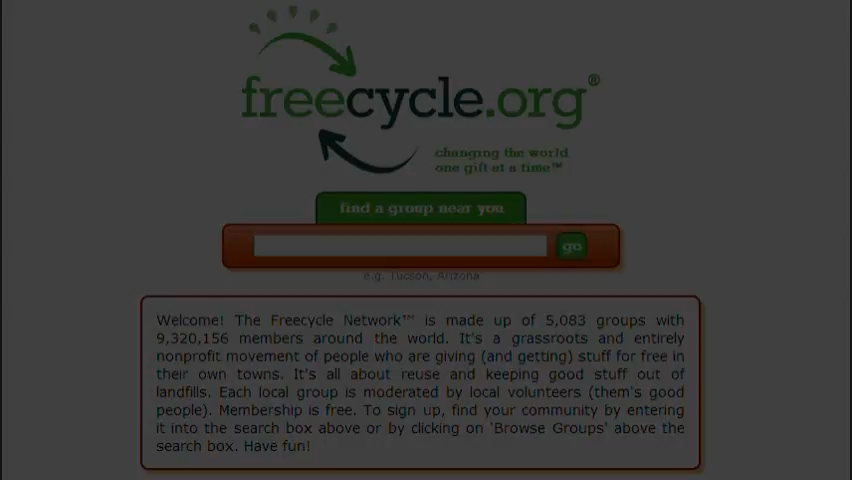 freecycle.org®
changing the world
one gift at a time™
find a group near you
go
e.g. Tucson, Arizona
Welcome! The Freecycle Network™ is made up of 5,083 groups with
9,320,156 members around the world. It's a grassroots and entirely
nonprofit movement of people who are giving (and getting) stuff for free in
their own towns. It's all about reuse and keeping good stuff out of
landfills. Each local group is moderated by local volunteers (them's good
people). Membership is free. To sign up, find your community by entering
it into the search box above or by clicking on 'Browse Groups' above the
search box. Have fun!